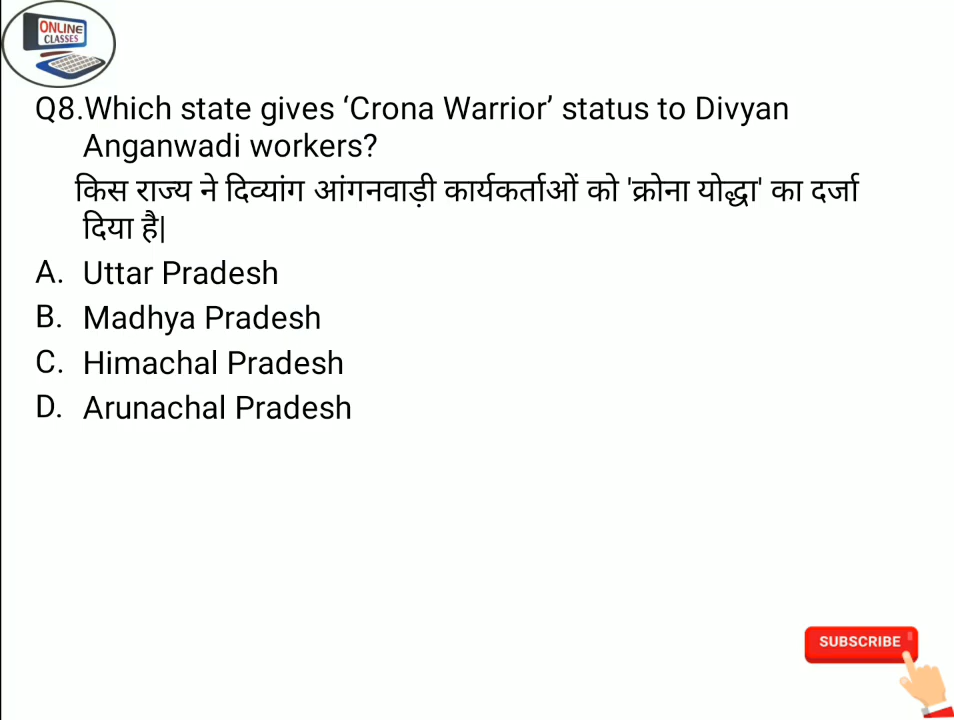 ONLINE
CLASSES
Q8.Which state gives ‘Crona Warrior’ status to Divyan
Anganwadi workers?
किस राज्य ने दिव्यांग आंगनवाड़ी कार्यकर्ताओं को 'क्रोना योद्धा' का दर्जा
दिया है|
A. Uttar Pradesh
B. Madhya Pradesh
C. Himachal Pradesh
D. Arunachal Pradesh
SUBSCRIBE